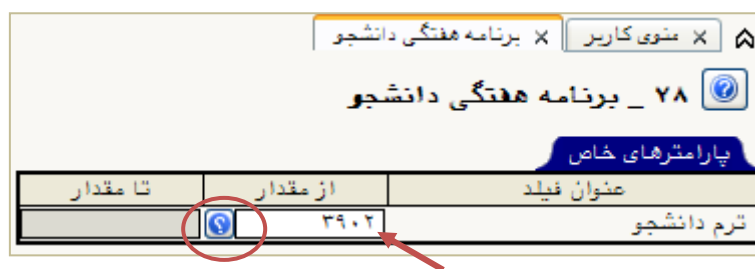 منوی کاربر x برنامه هفتگی دانشجو x
۷۸ _ برنامه هفتگی دانشجو
پارامترهای خاص
عنوان فیلد از مقدار تا مقدار
ترم دانشجو ۳۹۰۲ ؟